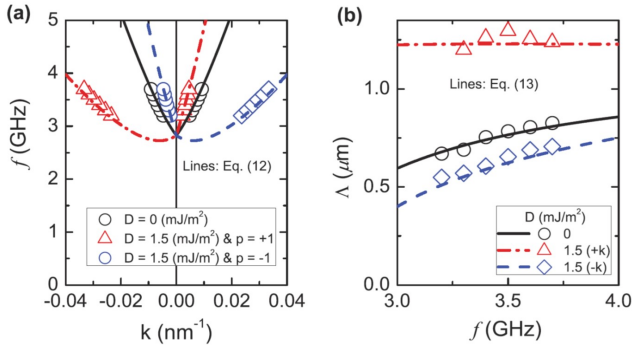 (a)
5
4
3
2
1
0
f (GHz)
Lines: Eq. (12)
D = 0 (mJ/m²)
D = 1.5 (mJ/m²) & p = +1
D = 1.5 (mJ/m²) & p = -1
-0.04 -0.02 0.00 0.02 0.04
k (nm⁻¹)
(b)
1.0
0.5
0.0
Λ (μm)
Lines: Eq. (13)
D (mJ/m²)
0
1.5 (+k)
1.5 (-k)
3.0 3.5 4.0
f (GHz)